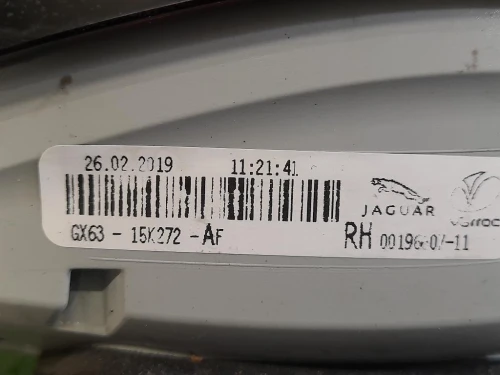 26.02.2019 11:21:41
GX63 - 15K272 - AF
JAGUAR
RH